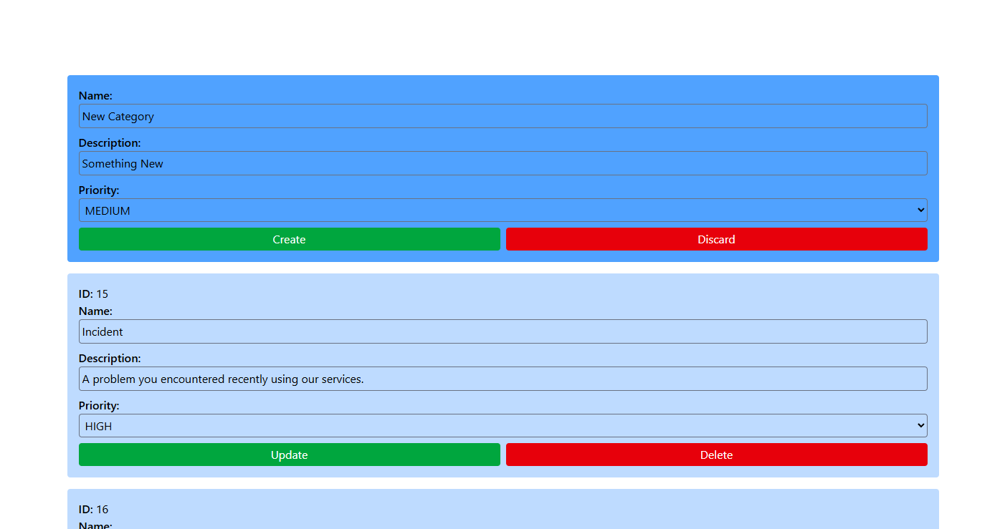 Name:
New Category
Description:
Something New
Priority:
MEDIUM
Create Discard
ID: 15
Name:
Incident
Description:
A problem you encountered recently using our services.
Priority:
HIGH
Update Delete
ID: 16
Name: